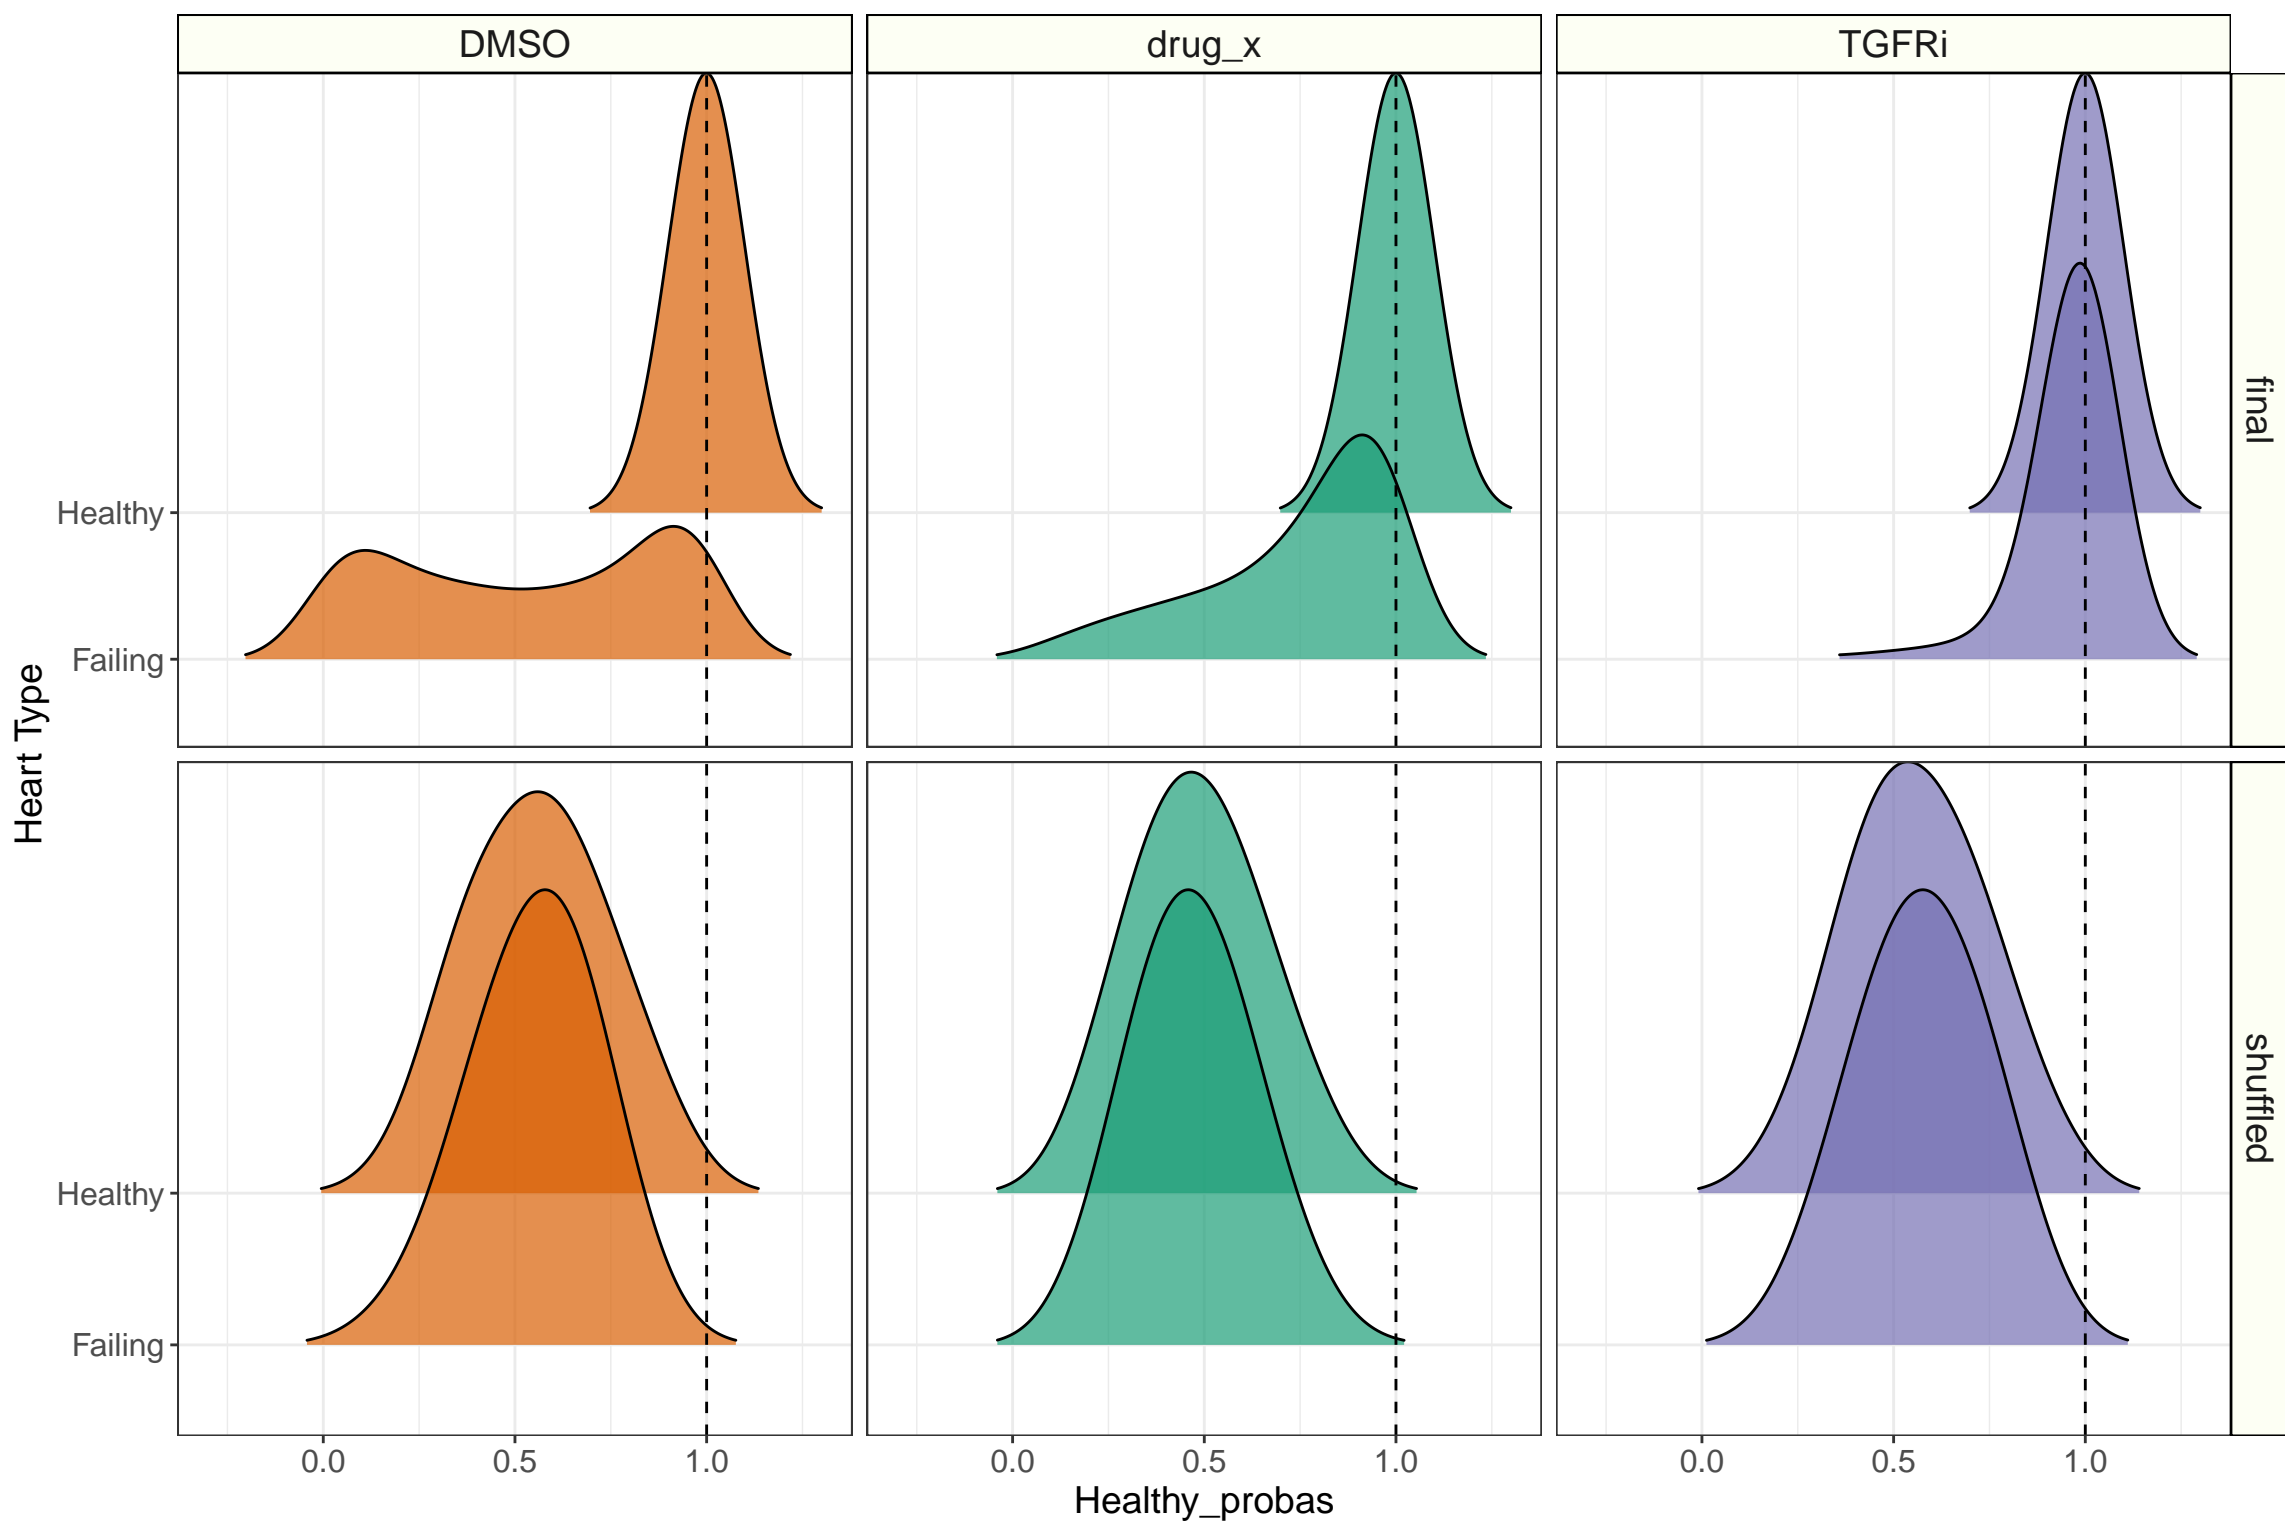 DMSO
drug_x
TGFRi
final
Healthy
Failing
Heart Type
shuffled
Healthy
Failing
0.0 0.5 1.0
0.0 0.5 1.0
0.0 0.5 1.0
Healthy_probas